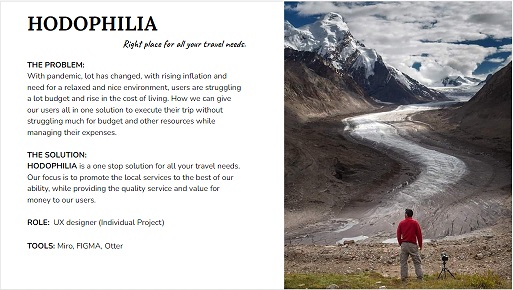 HODOPHILIA
Right place for all your travel needs.
THE PROBLEM:
With pandemic, lot has changed, with rising inflation and
need for a relaxed and nice environment, users are struggling
a lot budget and rise in the cost of living. How we can give
our users all in one solution to execute their trip without
struggling much for budget and other resources while
managing their expenses.
THE SOLUTION:
HODOPHILIA is a one stop solution for all your travel needs.
Our focus is to promote the local services to the best of our
ability, while providing the quality service and value for
money to our users.
ROLE: UX designer (Individual Project)
TOOLS: Miro, FIGMA, Otter